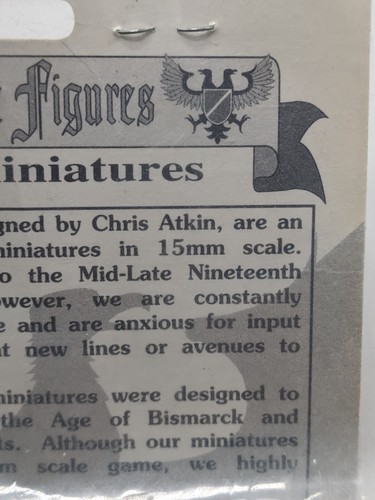 Figures
miniatures
gned by Chris Atkin, are an
miniatures in 15mm scale.
o the Mid-Late Nineteenth
owever, we are constantly
e and are anxious for input
t new lines or avenues to
miniatures were designed to
the Age of Bismarck and
ts. Although our miniatures
m scale game, we highly